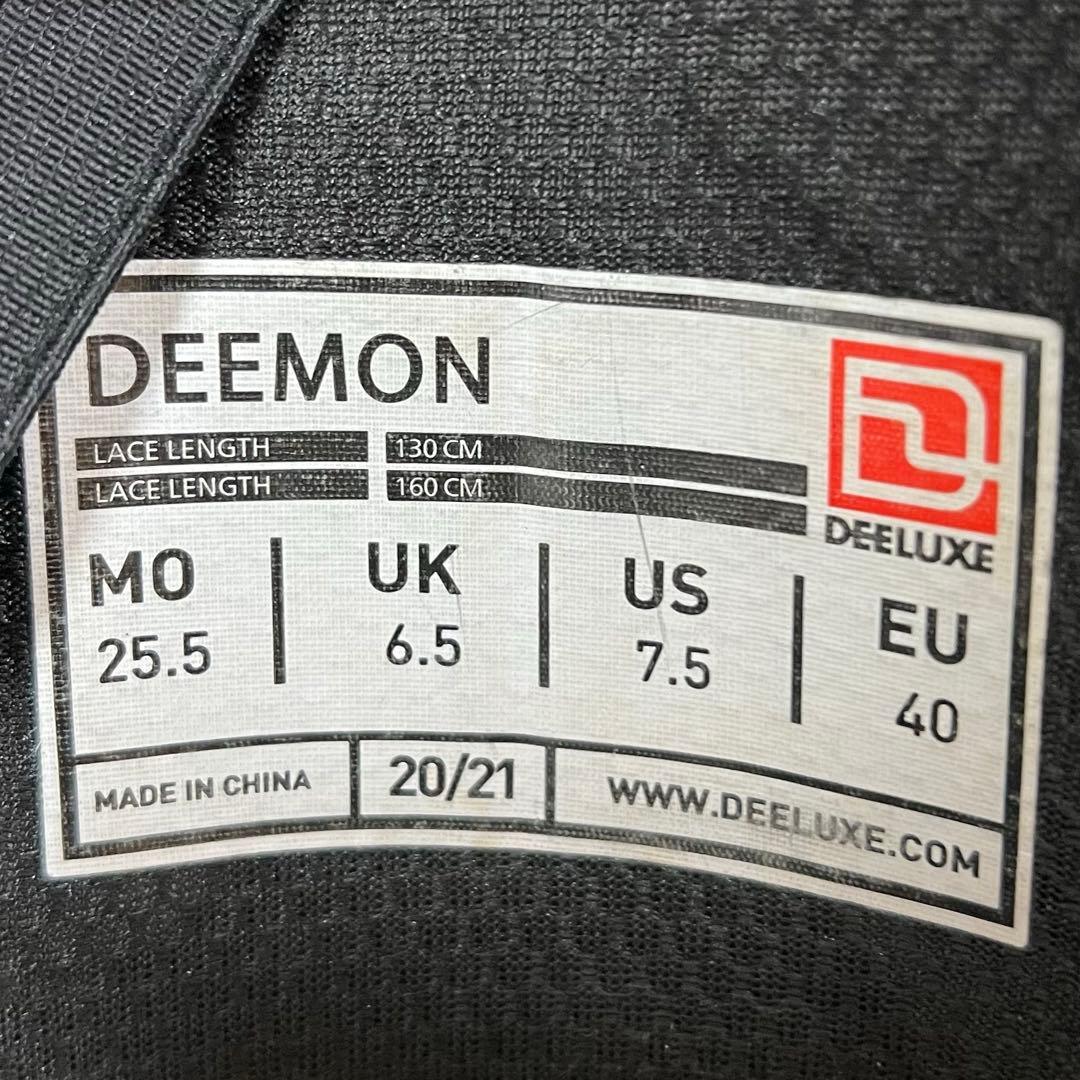 DEEMON
LACE LENGTH 130 CM
LACE LENGTH 160 CM
DEELUXE
MO UK US EU
25.5 6.5 7.5 40
MADE IN CHINA 20/21 WWW.DEELUXE.COM